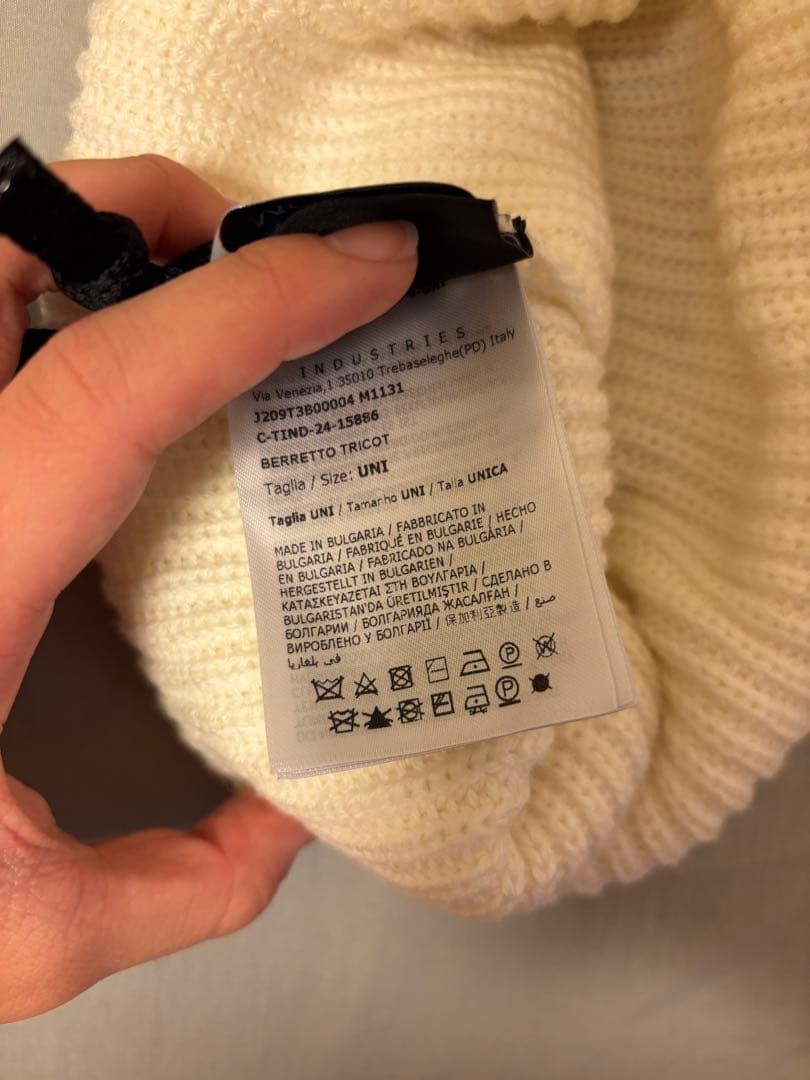 INDUSTRIES
Via Venezia,1 35010 Trebaseleghe(PD) Italy
J209T3B00004 M1131
C-TIND-24-15886
BERRETTO TRICOT
Taglia / Size: UNI
Taglia UNI / Tamanho UNI / Talla UNICA
MADE IN BULGARIA / FABBRICATO IN
BULGARIA / FABRIQUÉ EN BULGARIE / HECHO
EN BULGARIA / FABRICADO NA BULGÁRIA /
HERGESTELLT IN BULGARIEN /
ΚΑΤΑΣΚΕΥΑΖΕΤΑΙ ΣΤΗ ΒΟΥΛΓΑΡΙΑ /
BULGARISTAN'DA ÜRETILMIŞTIR / СДЕЛАНО В
БОЛГАРИИ / БОЛГАРИЯДА ЖАСАЛҒАН /
ВИРОБЛЕНО У БОЛГАРІЇ / 保加利亞製造 / صنع
في بلغاريا
P W
P